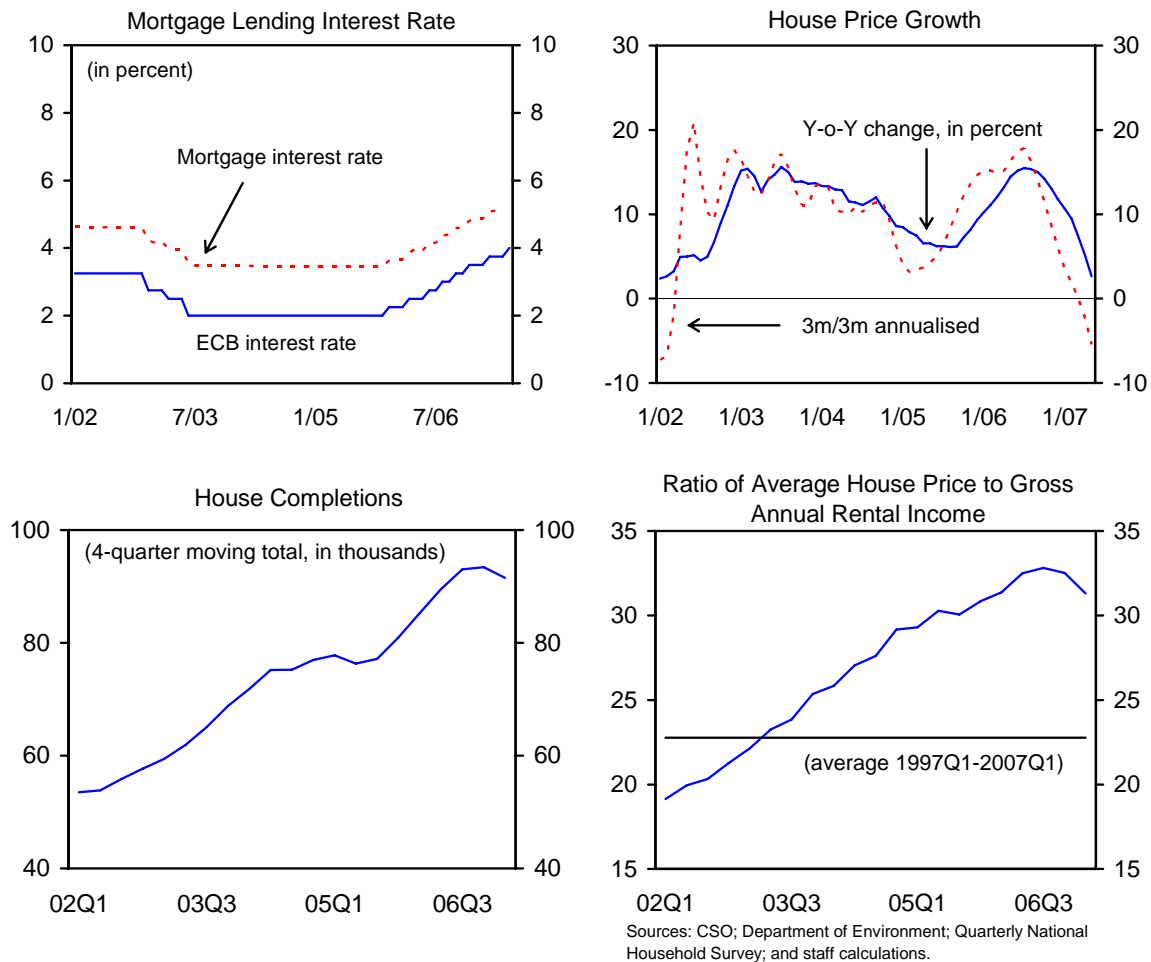 Mortgage Lending Interest Rate
10 10
(in percent)
8 8
Mortgage interest rate
6 6
4 4
2 2
ECB interest rate
0 0
1/02 7/03 1/05 7/06
House Price Growth
30 30
20 20
Y-o-Y change, in percent
10 10
0 0
3m/3m annualised
-10 -10
1/02 1/03 1/04 1/05 1/06 1/07
House Completions
100 100
(4-quarter moving total, in thousands)
80 80
60 60
40 40
02Q1 03Q3 05Q1 06Q3
Ratio of Average House Price to Gross
Annual Rental Income
35 35
30 30
25 25
(average 1997Q1-2007Q1)
20 20
15 15
02Q1 03Q3 05Q1 06Q3
Sources: CSO; Department of Environment; Quarterly National
Household Survey; and staff calculations.